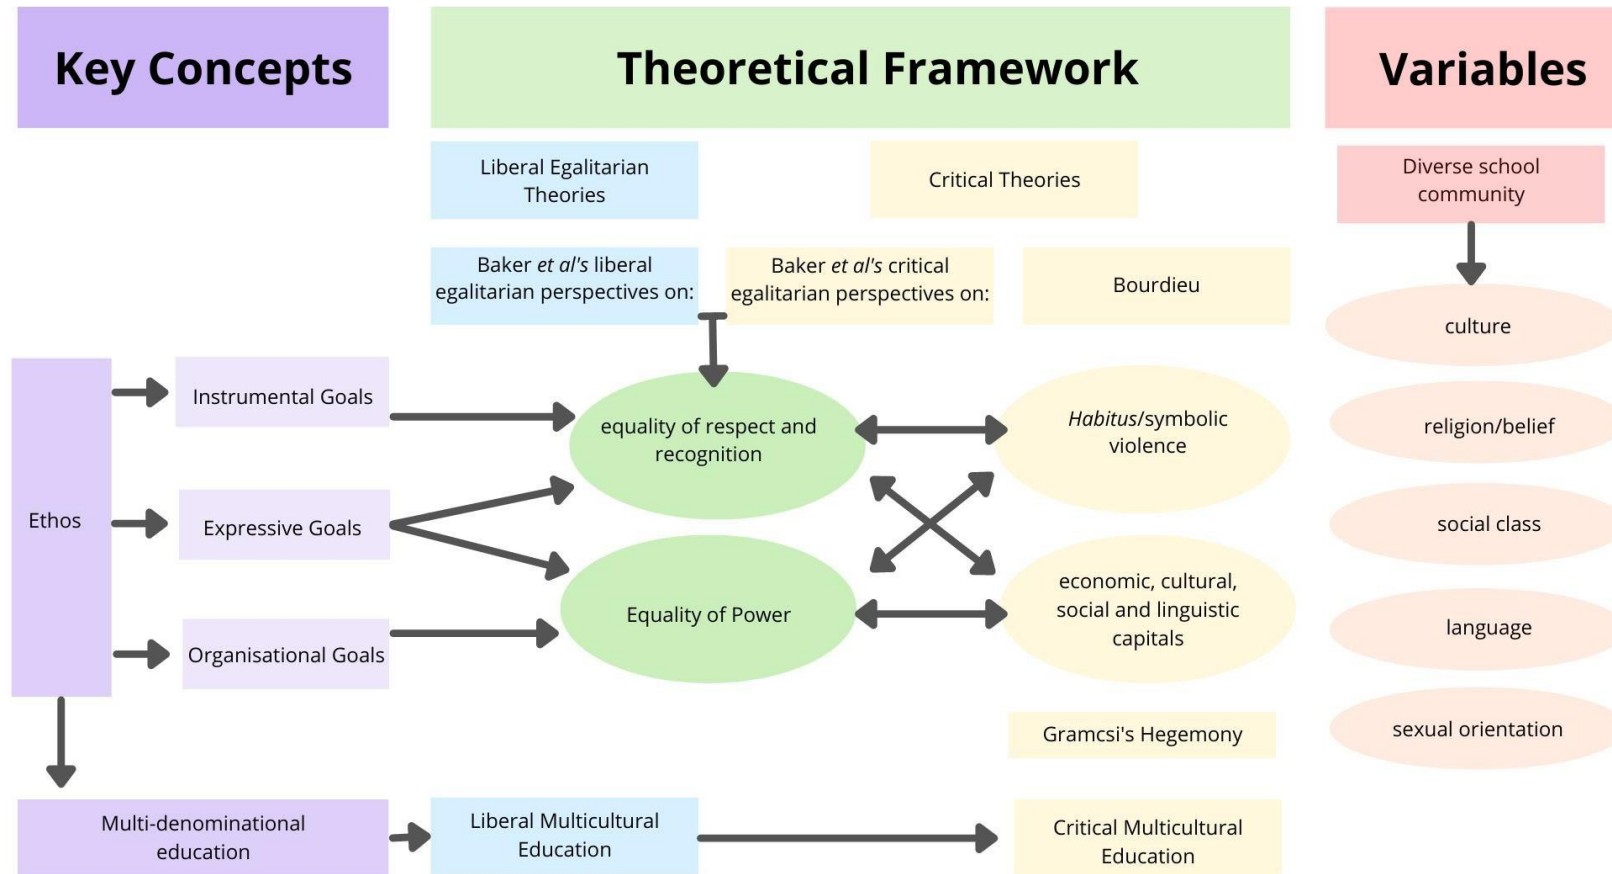 Key Concepts
Theoretical Framework
Variables
Liberal Egalitarian
Theories
Critical Theories
Diverse school
community
Baker et al's liberal
egalitarian perspectives on:
Baker et al's critical
egalitarian perspectives on:
Bourdieu
culture
Ethos
Instrumental Goals
Expressive Goals
Organisational Goals
equality of respect and
recognition
Equality of Power
Habitus/symbolic
violence
economic, cultural,
social and linguistic
capitals
religion/belief
social class
language
sexual orientation
Gramcsi's Hegemony
Multi-denominational
education
Liberal Multicultural
Education
Critical Multicultural
Education